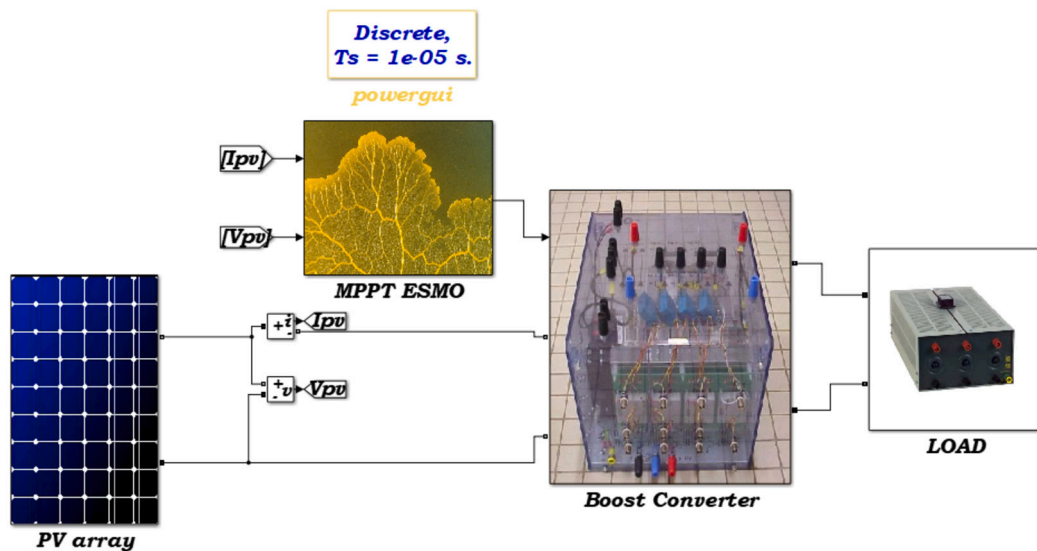 Discrete,
Ts = 1e-05 s.
powergui
[Ipv]
[Vpv]
MPPT ESMO
+ i
-
Ipv
+
- v
Vpv
PV array
Boost Converter
LOAD